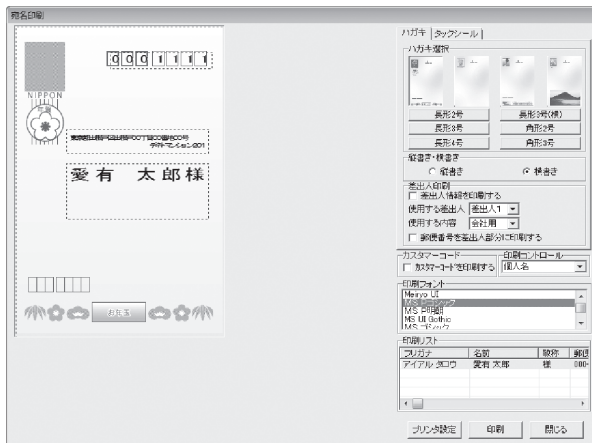 宛名印刷
0001111
NIPPON
愛有 太郎様
お年玉
ハガキ
タックシール
ハガキ選択
長形2号
長形3号(横)
長形3号
角形2号
長形4号
角形3号
縦書き・横書き
縦書き
横書き
差出人印刷
差出人情報を印刷する
使用する差出人 差出人1
使用する内容 会社用
郵便番号を差出人部分に印刷する
カスタマーコード
カスタマーコードを印刷する
印刷コントロール
個人名
印刷フォント
Meiryo UI
MS Pゴシック
MS P明朝
MS UI Gothic
MS ゴシック
印刷リスト
フリガナ 名前 敬称 郵便
アイアル タロウ 愛有 太郎 様 000-
プリンタ設定 印刷 閉じる